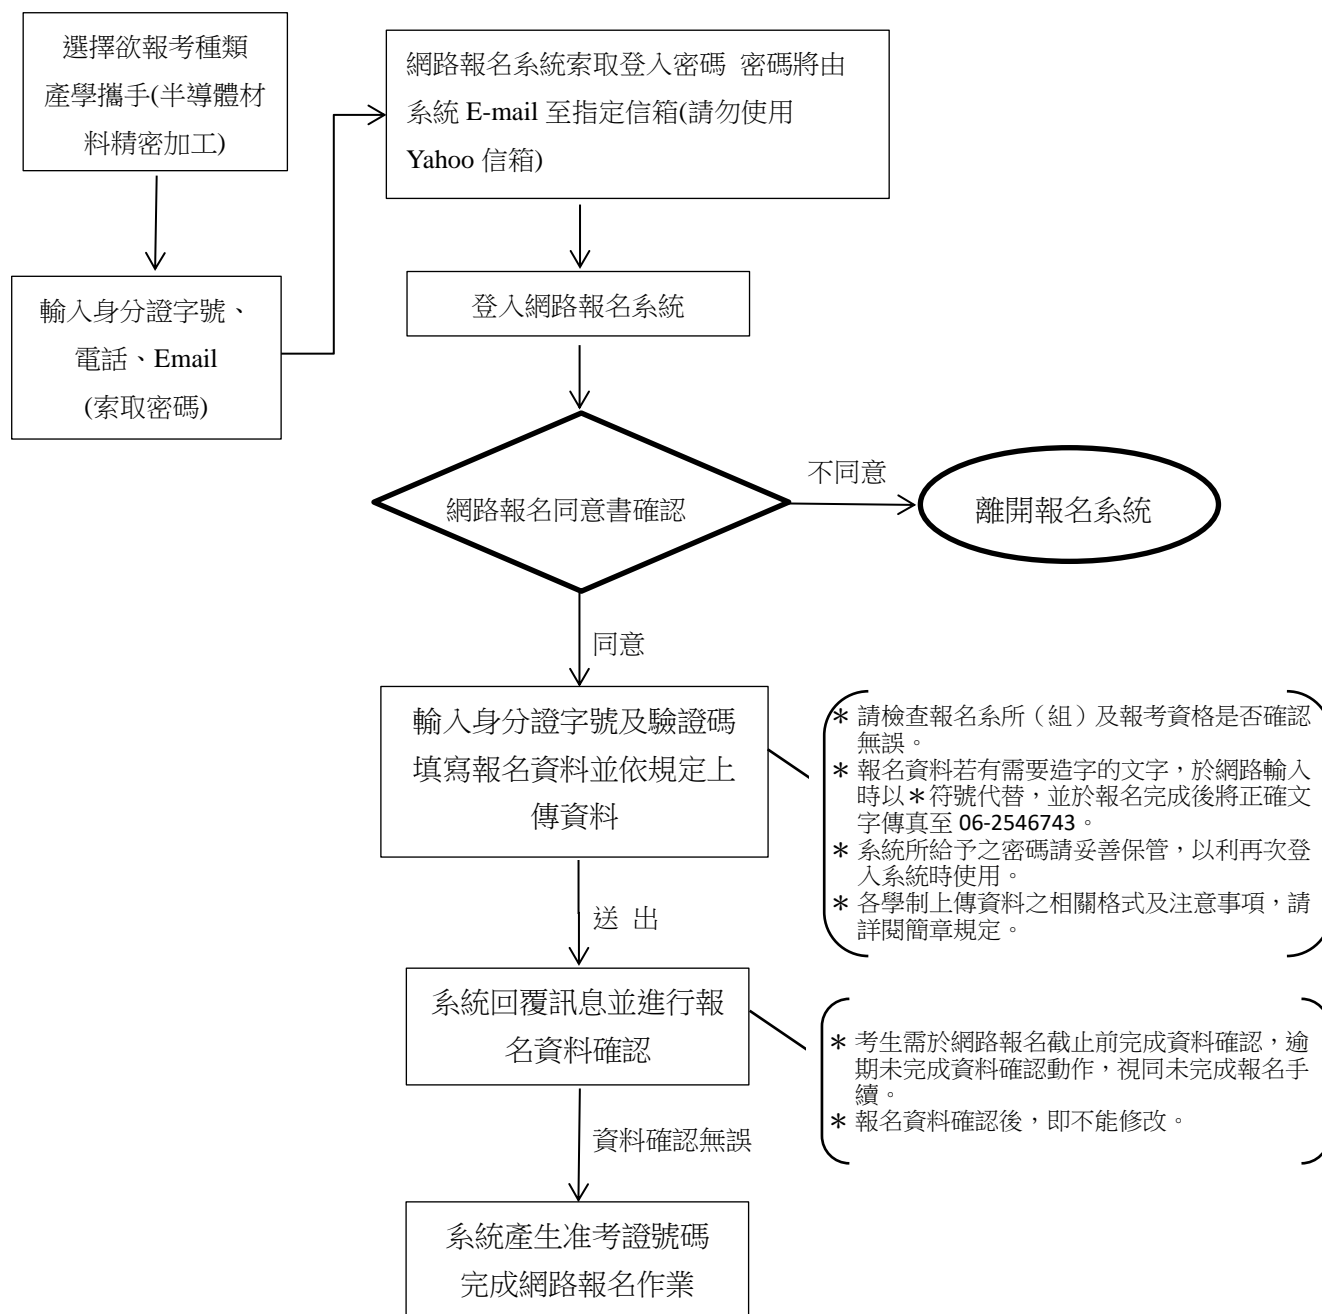 選擇欲報考種類
產學攜手(半導體材
料精密加工)
輸入身分證字號、
電話、Email
(索取密碼)
網路報名系統索取登入密碼 密碼將由
系統 E-mail 至指定信箱(請勿使用
Yahoo 信箱)
登入網路報名系統
網路報名同意書確認
不同意
離開報名系統
同意
輸入身分證字號及驗證碼
填寫報名資料並依規定上
傳資料
＊請檢查報名系所（組）及報考資格是否確認
無誤。
＊報名資料若有需要造字的文字，於網路輸入
時以＊符號代替，並於報名完成後將正確文
字傳真至 06-2546743。
＊系統所給予之密碼請妥善保管，以利再次登
入系統時使用。
＊各學制上傳資料之相關格式及注意事項，請
詳閱簡章規定。
送 出
系統回覆訊息並進行報
名資料確認
＊考生需於網路報名截止前完成資料確認，逾
期未完成資料確認動作，視同未完成報名手
續。
＊報名資料確認後，即不能修改。
資料確認無誤
系統產生准考證號碼
完成網路報名作業